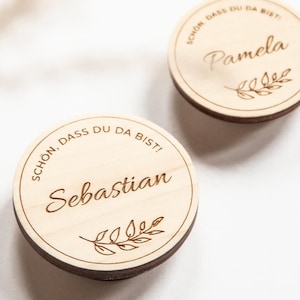 SCHÖN, DASS DU DA BIST!
Sebastian
SCHÖN, DASS DU DA BIST!
Pamela